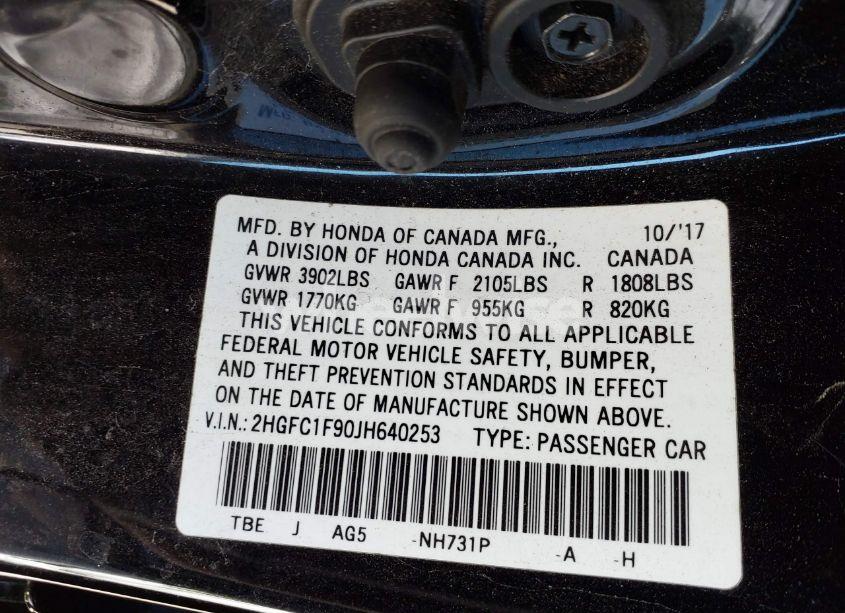 MFD. BY HONDA OF CANADA MFG., 10/'17
A DIVISION OF HONDA CANADA INC. CANADA
GVWR 3902LBS GAWR F 2105LBS R 1808LBS
GVWR 1770KG GAWR F 955KG R 820KG
THIS VEHICLE CONFORMS TO ALL APPLICABLE
FEDERAL MOTOR VEHICLE SAFETY, BUMPER,
AND THEFT PREVENTION STANDARDS IN EFFECT
ON THE DATE OF MANUFACTURE SHOWN ABOVE.
V.I.N.: 2HGFC1F90JH640253 TYPE: PASSENGER CAR
TBE J AG5 -NH731P -A -H